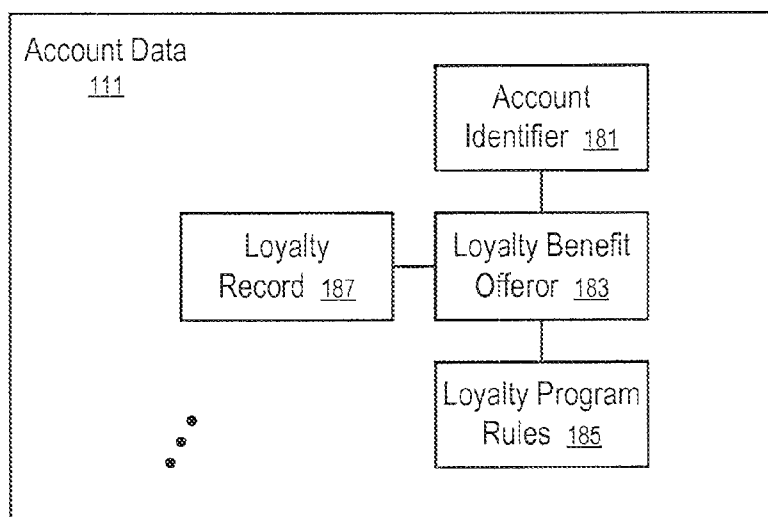 Account Data
111
Account
Identifier 181
Loyalty
Record 187
Loyalty Benefit
Offeror 183
Loyalty Program
Rules 185